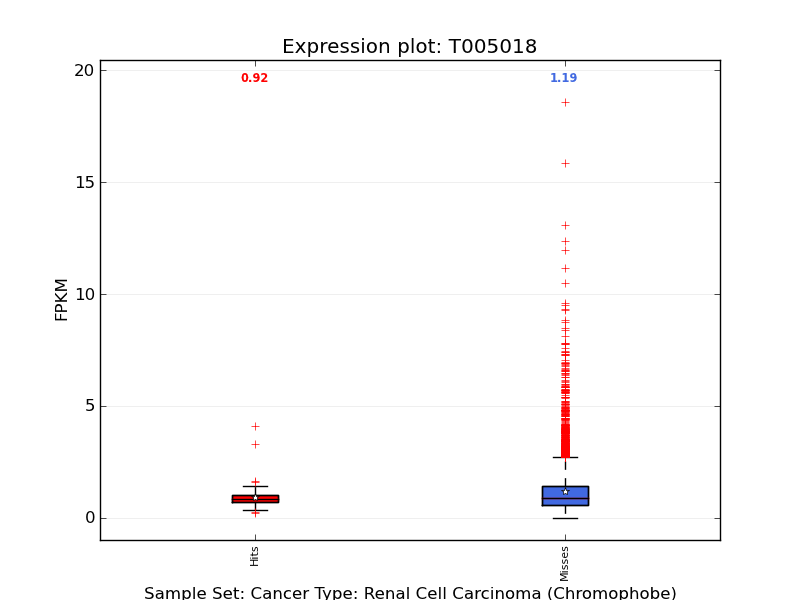 Expression plot: T005018
20
0.92
1.19
15
10
5
0
FPKM
Hits
Misses
Sample Set: Cancer Type: Renal Cell Carcinoma (Chromophobe)